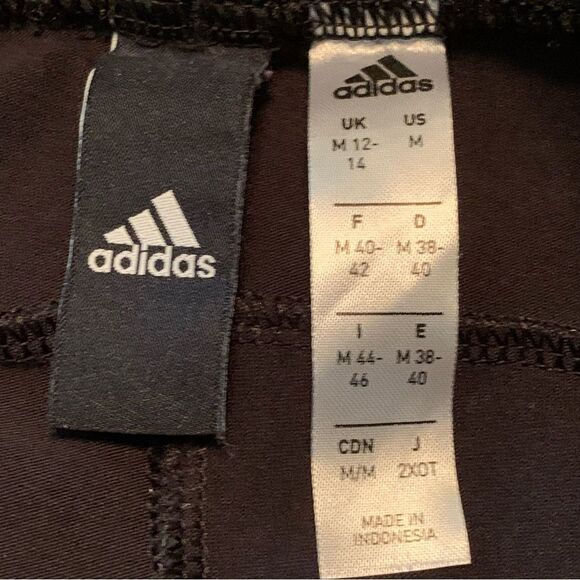 adidas
adidas
UK US
M 12- M
14
F D
M 40- M 38-
42 40
I E
M 44- M 38-
46 40
CDN J
M/M 2XOT
MADE IN
INDONESIA